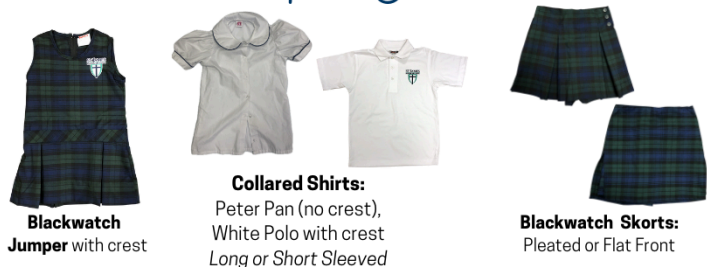 Blackwatch
Jumper with crest
Collared Shirts:
Peter Pan (no crest),
White Polo with crest
Long or Short Sleeved
Blackwatch Skorts:
Pleated or Flat Front